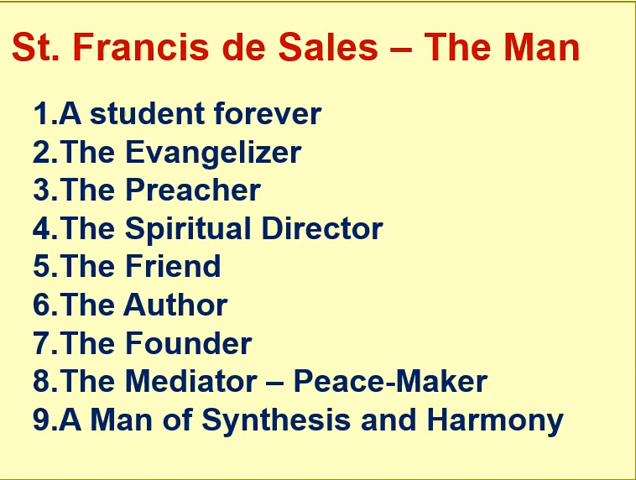 St. Francis de Sales – The Man
1.A student forever
2.The Evangelizer
3.The Preacher
4.The Spiritual Director
5.The Friend
6.The Author
7.The Founder
8.The Mediator – Peace-Maker
9.A Man of Synthesis and Harmony